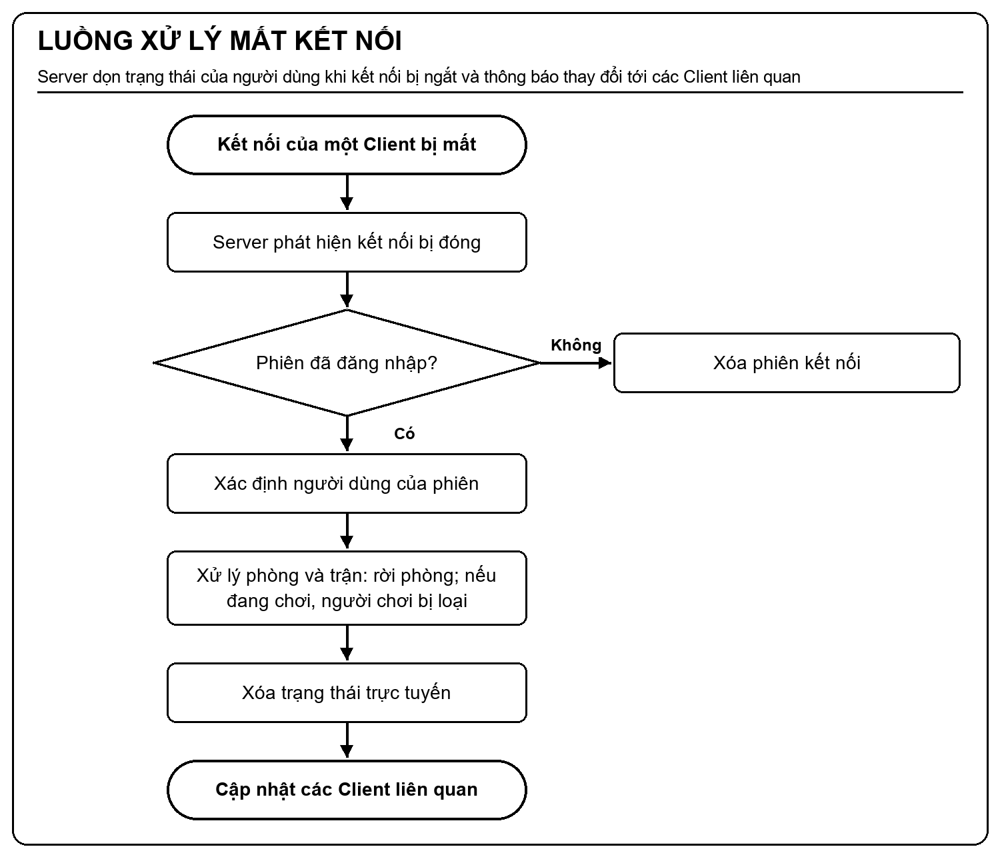 LUỒNG XỬ LÝ MẤT KẾT NỐI
Server dọn trạng thái của người dùng khi kết nối bị ngắt và thông báo thay đổi tới các Client liên quan
Kết nối của một Client bị mất
Server phát hiện kết nối bị đóng
Phiên đã đăng nhập?
Không
Xóa phiên kết nối
Có
Xác định người dùng của phiên
Xử lý phòng và trận: rời phòng; nếu
đang chơi, người chơi bị loại
Xóa trạng thái trực tuyến
Cập nhật các Client liên quan